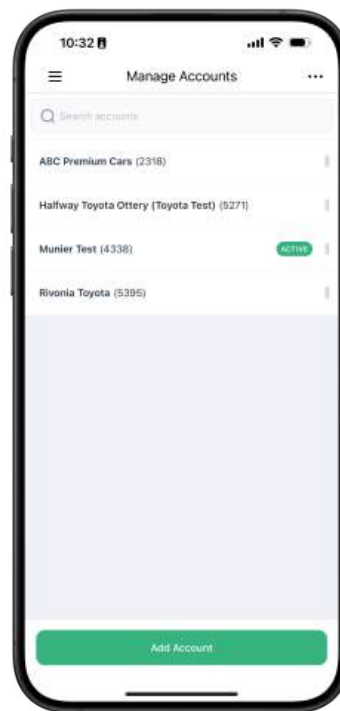 10:32
Manage Accounts
Search accounts
ABC Premium Cars (2318)
Halfway Toyota Ottery (Toyota Test) (5271)
Munier Test (4338) ACTIVE
Rivonia Toyota (5395)
Add Account